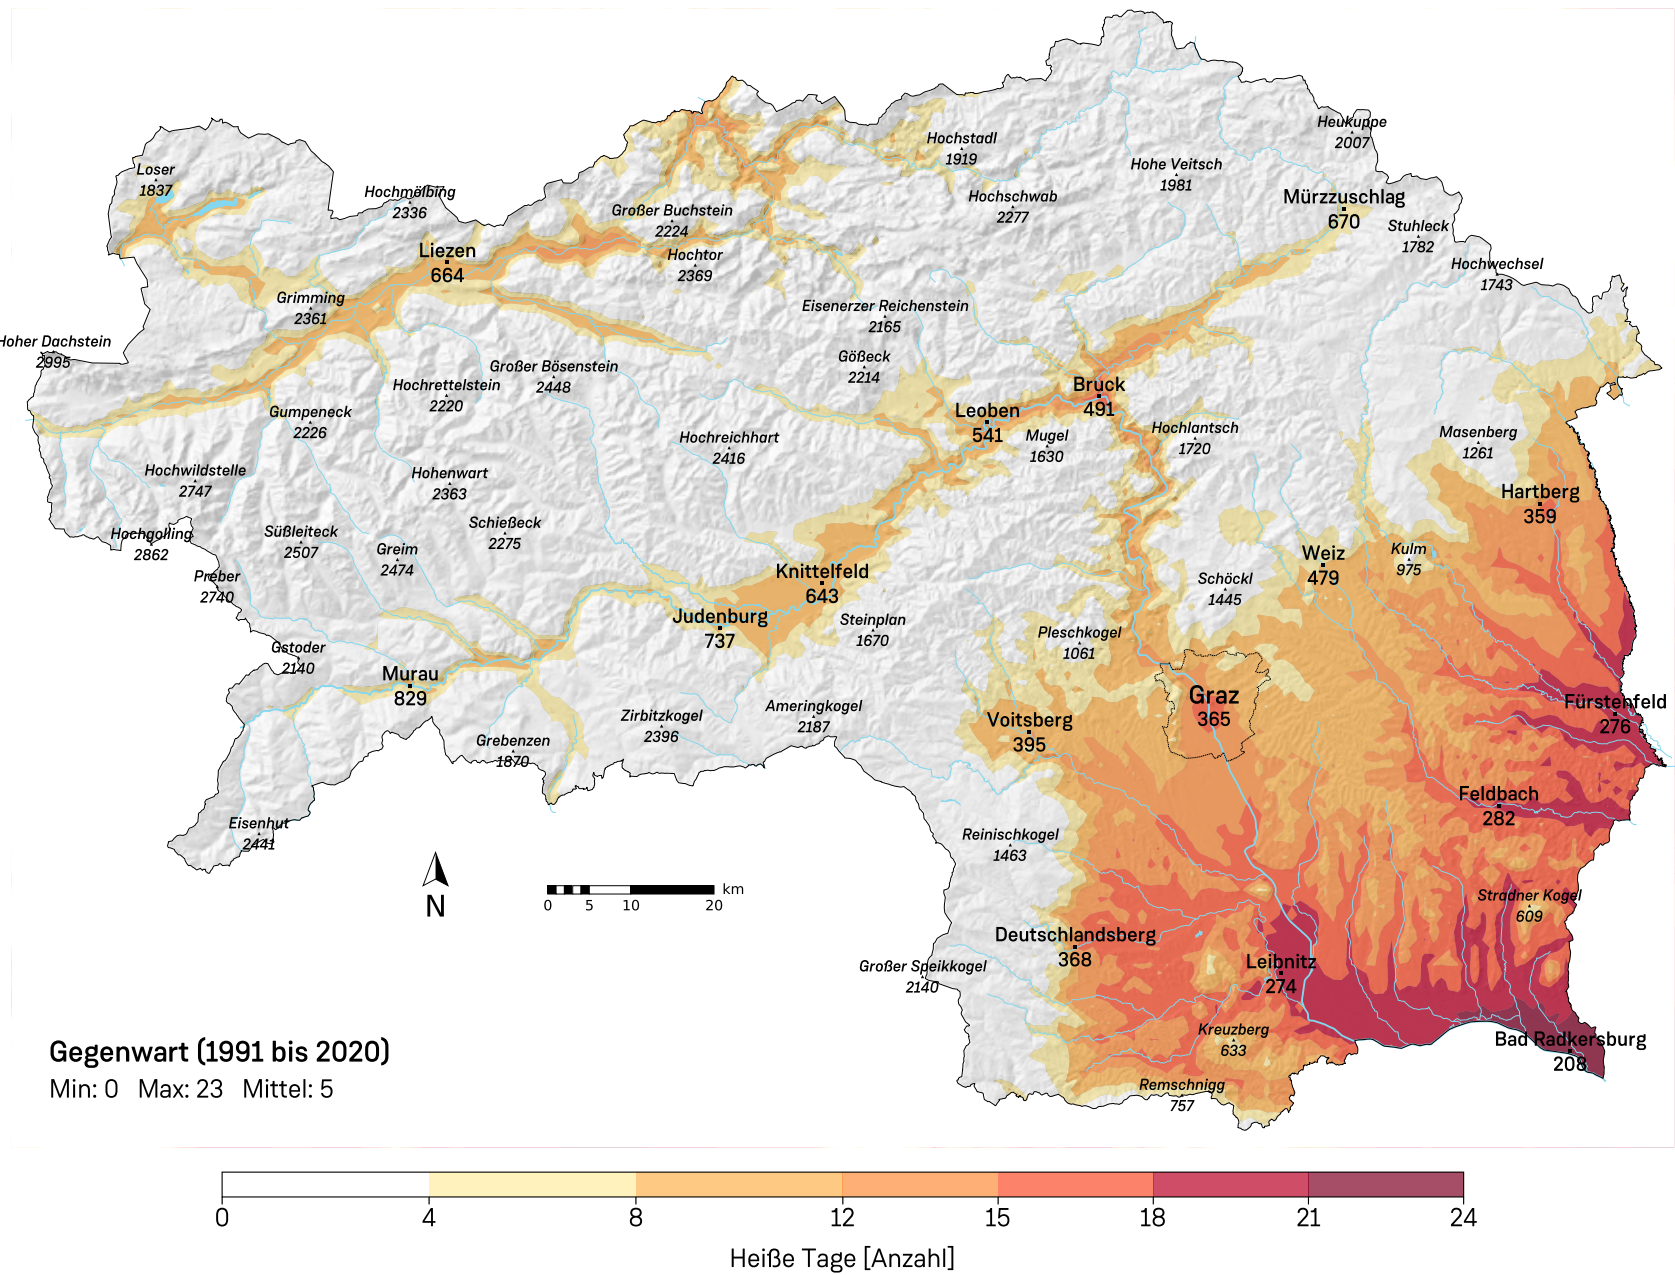 Heukuppe
2007
Hochstadl
1919
Hohe Veitsch
1981
Loser
1837
Hochmölbing
2336
Hochschwab
2277
Mürzzuschlag
670
Großer Buchstein
2224
Stuhleck
1782
Liezen
664
Hochtor
2369
Hochwechsel
1743
Grimming
2361
Eisenerzer Reichenstein
2165
Hoher Dachstein
2995
Gößeck
2214
Großer Bösenstein
2448
Hochrettelstein
2220
Bruck
491
Gumpeneck
2226
Leoben
541
Mugel
1630
Hochlantsch
1720
Masenberg
1261
Hochreichhart
2416
Hochwildstelle
2747
Hohenwart
2363
Hartberg
359
Hochgolling
2862
Süßleiteck
2507
Schießeck
2275
Greim
2474
Weiz
479
Kulm
975
Preber
2740
Knittelfeld
643
Schöckl
1445
Judenburg
737
Steinplan
1670
Pleschkogel
1061
Gstoder
2140
Murau
829
Graz
365
Fürstenfeld
276
Zirbitzkogel
2396
Ameringkogel
2187
Voitsberg
395
Grebenzen
1870
Feldbach
282
Eisenhut
2441
Reinischkogel
1463
km
0 5 10 20
N
Stradner Kogel
609
Deutschlandsberg
368
Großer Speikkogel
2140
Leibnitz
274
Kreuzberg
633
Bad Radkersburg
208
Remschnigg
757
Gegenwart (1991 bis 2020)
Min: 0 Max: 23 Mittel: 5
0 4 8 12 15 18 21 24
Heiße Tage [Anzahl]